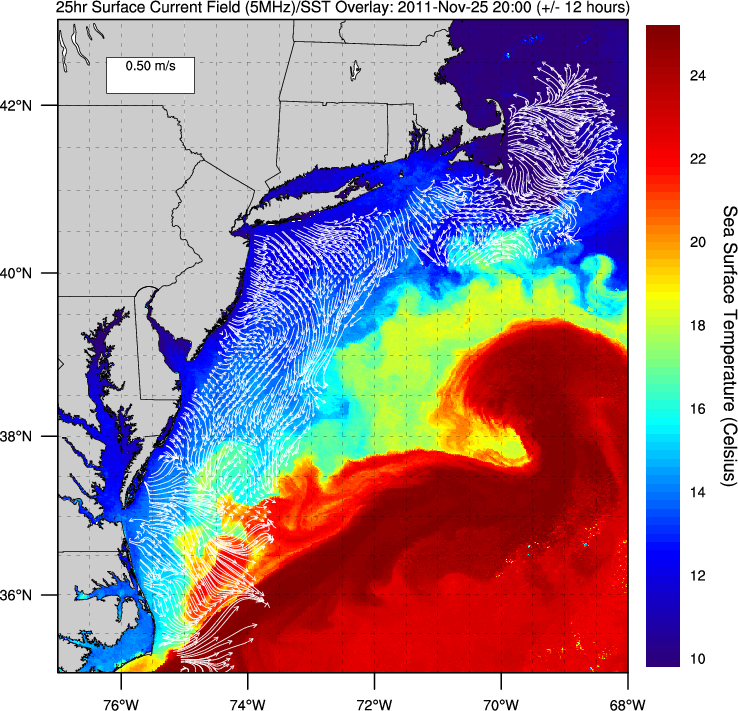 25hr Surface Current Field (5MHz)/SST Overlay: 2011-Nov-25 20:00 (+/- 12 hours)
0.50 m/s
42°N
40°N
38°N
36°N
76°W
74°W
72°W
70°W
68°W
24
22
20
18
16
14
12
10
Sea Surface Temperature (Celsius)